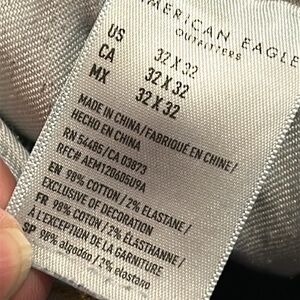 AMERICAN EAGLE
OUTFITTERS
US 32 X 32
CA 32 X 32
MX 32 X 32
MADE IN CHINA / FABRIQUÉ EN CHINE /
HECHO EN CHINA
RN 54485 / CA 03873
RFC# AEM120605U9A
EN 98% COTTON / 2% ELASTANE /
EXCLUSIVE OF DECORATION
FR 98% COTON / 2% ÉLASTHANNE /
À L'EXCEPTION DE LA GARNITURE
SP 98% algodón / 2% elastano